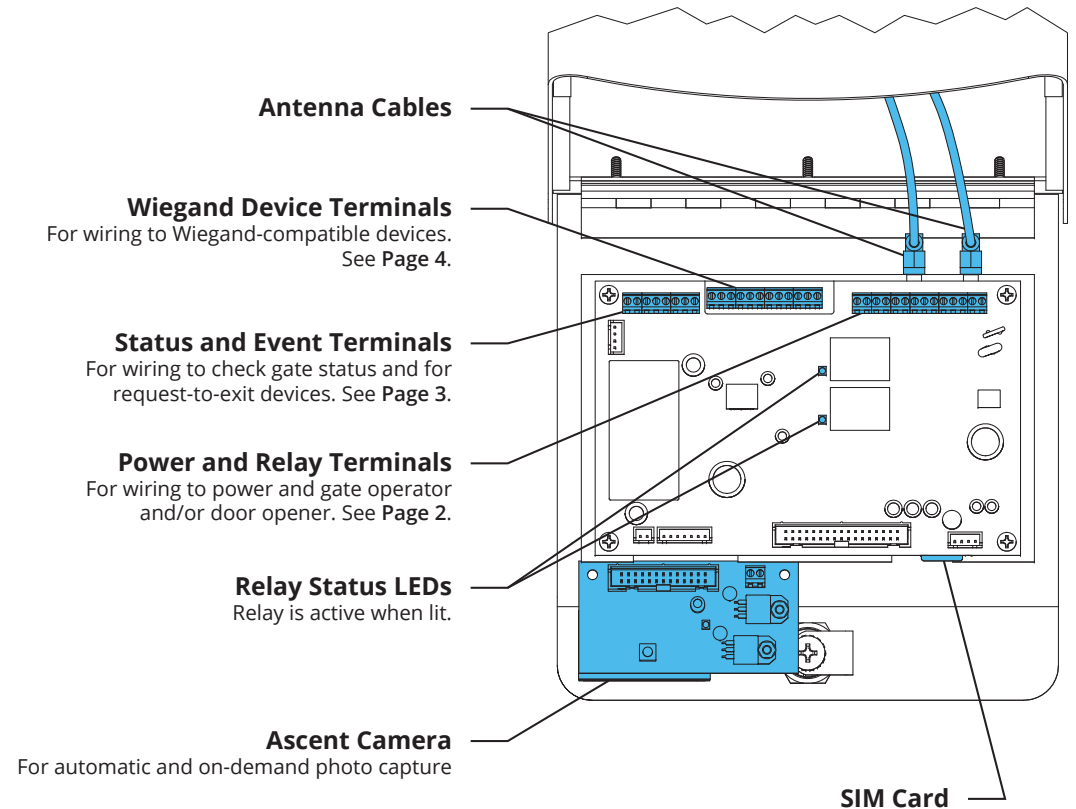 Antenna Cables
Wiegand Device Terminals
For wiring to Wiegand-compatible devices.
See Page 4.
Status and Event Terminals
For wiring to check gate status and for
request-to-exit devices. See Page 3.
Power and Relay Terminals
For wiring to power and gate operator
and/or door opener. See Page 2.
Relay Status LEDs
Relay is active when lit.
Ascent Camera
For automatic and on-demand photo capture
SIM Card